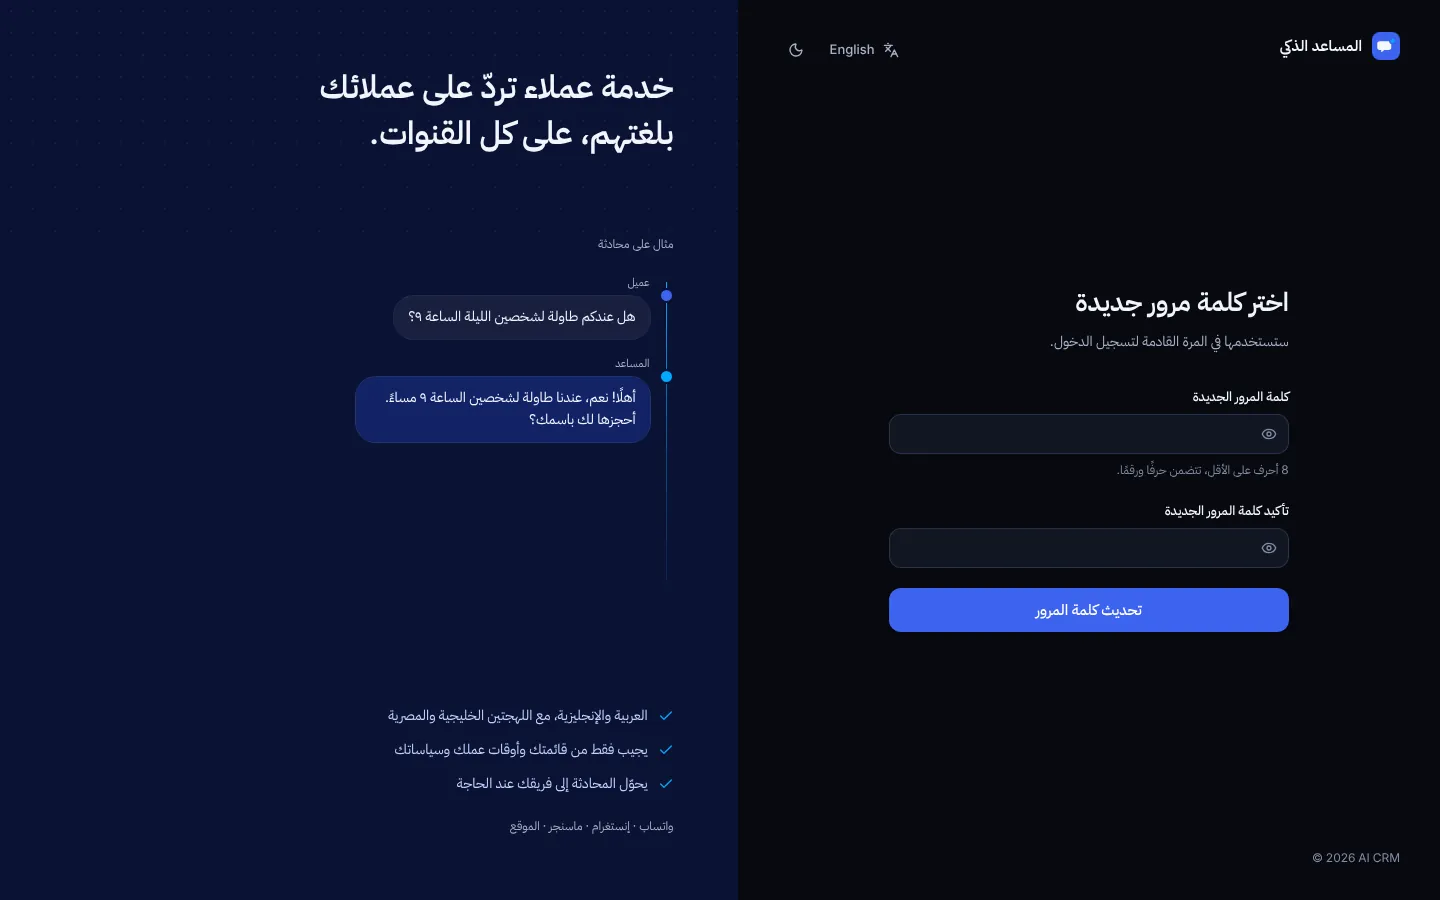 المساعد الذكي
English
اختر كلمة مرور جديدة
ستستخدمها في المرة القادمة لتسجيل الدخول.
كلمة المرور الجديدة
8 أحرف على الأقل، تتضمن حرفًا ورقمًا.
تأكيد كلمة المرور الجديدة
تحديث كلمة المرور
© 2026 AI CRM
خدمة عملاء تردّ على عملائك
بلغتهم، على كل القنوات.
مثال على محادثة
عميل
هل عندكم طاولة لشخصين الليلة الساعة ٩؟
المساعد
أهلًا! نعم، عندنا طاولة لشخصين الساعة ٩ مساءً.
أحجزها لك باسمك؟
العربية والإنجليزية، مع اللهجتين الخليجية والمصرية
يجيب فقط من قائمتك وأوقات عملك وسياساتك
يحوّل المحادثة إلى فريقك عند الحاجة
واتساب · إنستغرام · ماسنجر · الموقع